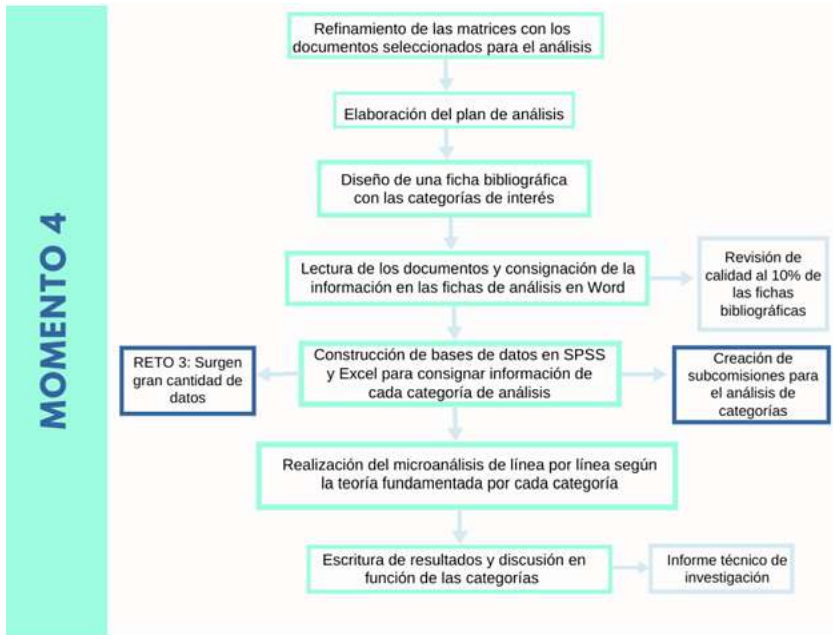 MOMENTO 4
Refinamiento de las matrices con los
documentos seleccionados para el análisis
Elaboración del plan de análisis
Diseño de una ficha bibliográfica
con las categorías de interés
Lectura de los documentos y consignación de la
información en las fichas de análisis en Word
Revisión de
calidad al 10% de
las fichas
bibliográficas
RETO 3: Surgen
gran cantidad de
datos
Construcción de bases de datos en SPSS
y Excel para consignar información de
cada categoría de análisis
Creación de
subcomisiones para
el análisis de
categorías
Realización del microanálisis de línea por línea según
la teoría fundamentada por cada categoría
Escritura de resultados y discusión en
función de las categorías
Informe técnico de
investigación